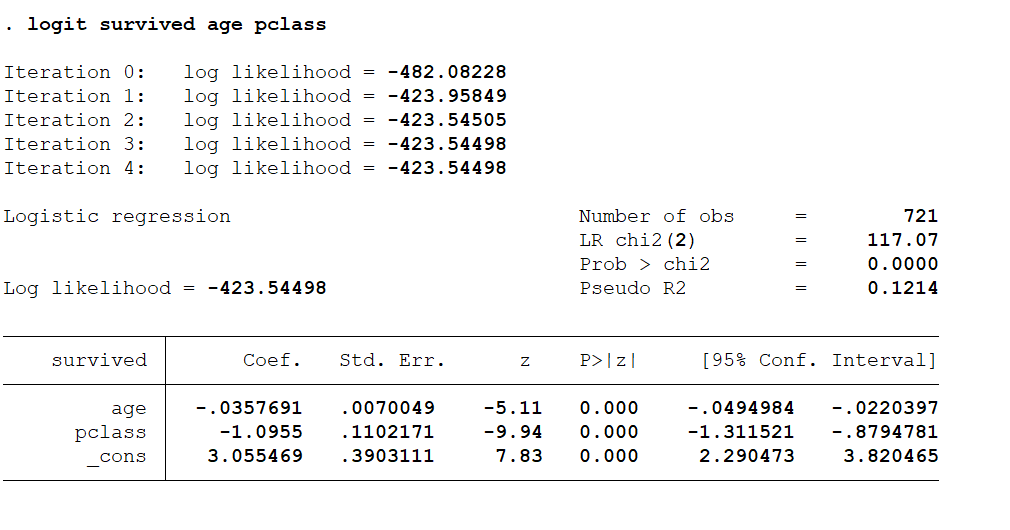 . logit survived age pclass
Iteration 0:   log likelihood = -482.08228
Iteration 1:   log likelihood = -423.95849
Iteration 2:   log likelihood = -423.54505
Iteration 3:   log likelihood = -423.54498
Iteration 4:   log likelihood = -423.54498
Logistic regression                             Number of obs     =        721
                                                LR chi2(2)        =     117.07
                                                Prob > chi2       =     0.0000
Log likelihood = -423.54498                     Pseudo R2         =     0.1214
survived        Coef.   Std. Err.      z    P>|z|     [95% Conf. Interval]
age   -.0357691   .0070049    -5.11   0.000    -.0494984   -.0220397
pclass     -1.0955   .1102171    -9.94   0.000    -1.311521   -.8794781
_cons    3.055469   .3903111     7.83   0.000     2.290473    3.820465